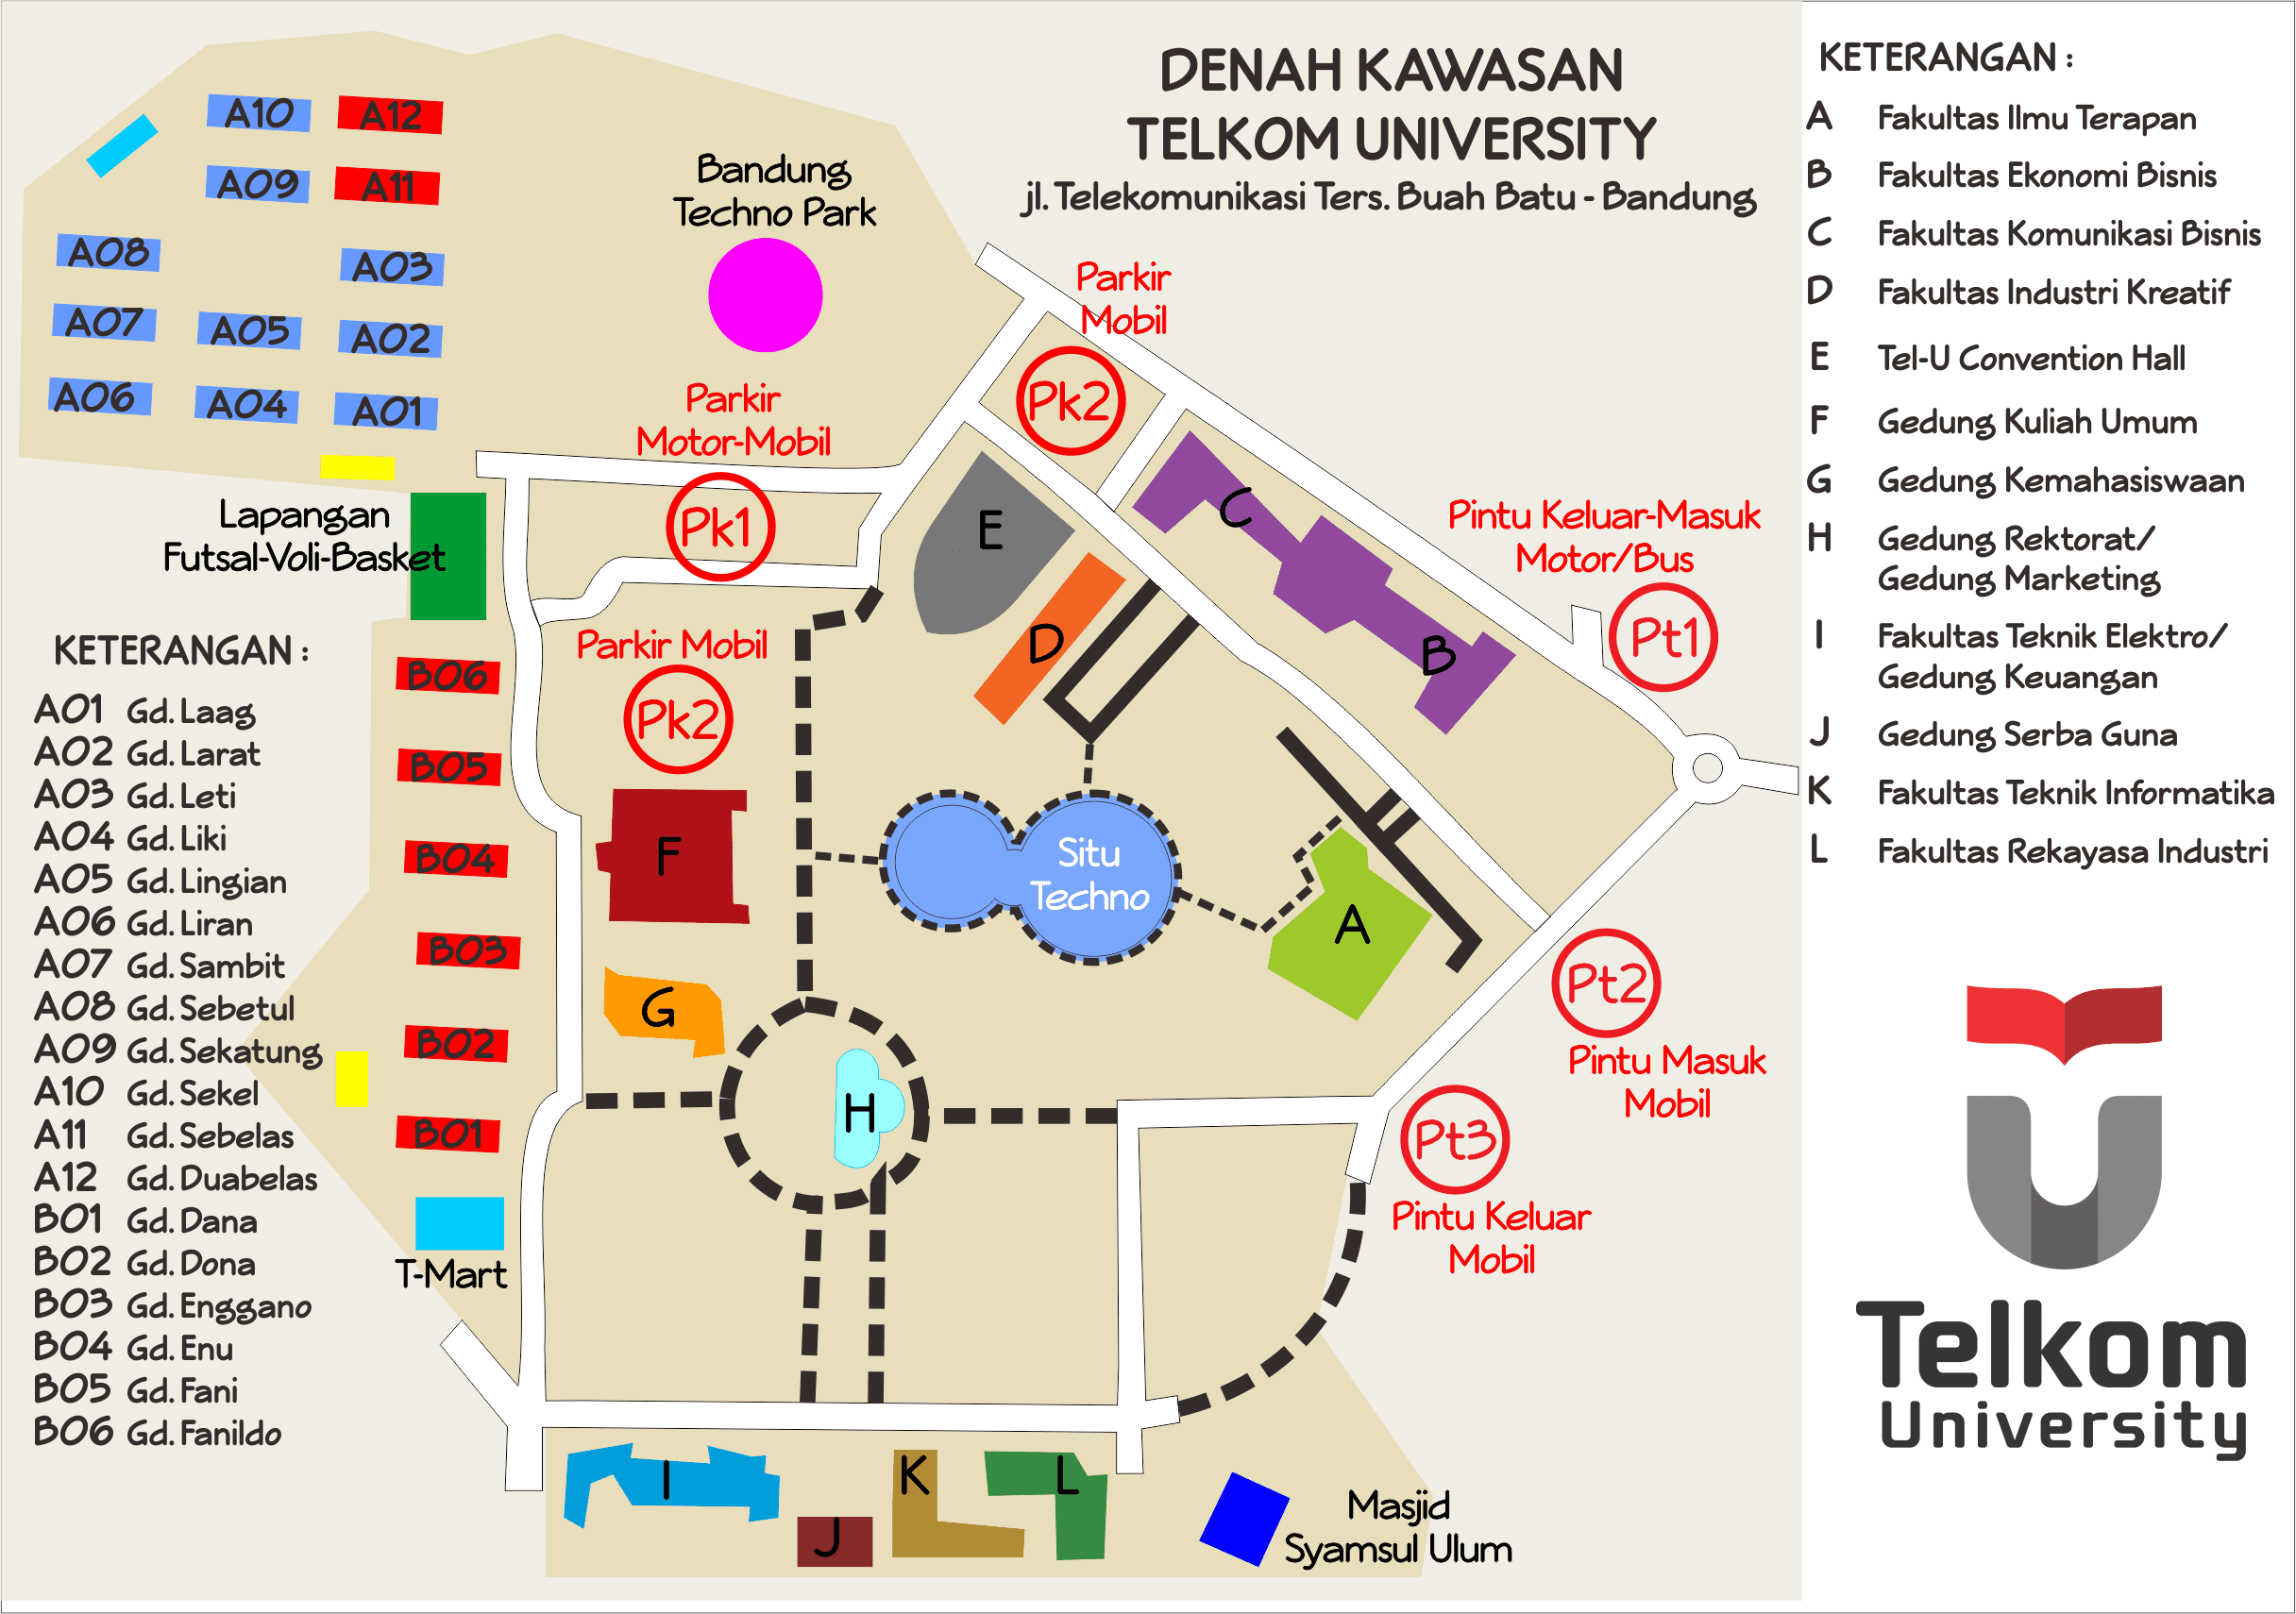 DENAH KAWASAN
TELKOM UNIVERSITY
jl. Telekomunikasi Ters. Buah Batu - Bandung
A10
A12
A09
A11
A08
A03
A07
A05
A02
A06
A04
A01
Bandung
Techno Park
Parkir
Mobil
Pk2
Parkir
Motor-Mobil
Pk1
Lapangan
Futsal-Voli-Basket
E
C
D
B
Pintu Keluar-Masuk
Motor/Bus
Pt1
Parkir Mobil
Pk2
B06
B05
B04
B03
B02
B01
T-Mart
F
G
H
Situ
Techno
A
Pt2
Pintu Masuk
Mobil
Pt3
Pintu Keluar
Mobil
I
J
K
L
Masjid
Syamsul Ulum
KETERANGAN :
A01 Gd. Laag
A02 Gd. Larat
A03 Gd. Leti
A04 Gd. Liki
A05 Gd. Lingian
A06 Gd. Liran
A07 Gd. Sambit
A08 Gd. Sebetul
A09 Gd. Sekatung
A10 Gd. Sekel
A11 Gd. Sebelas
A12 Gd. Duabelas
B01 Gd. Dana
B02 Gd. Dona
B03 Gd. Enggano
B04 Gd. Enu
B05 Gd. Fani
B06 Gd. Fanildo
KETERANGAN :
A Fakultas Ilmu Terapan
B Fakultas Ekonomi Bisnis
C Fakultas Komunikasi Bisnis
D Fakultas Industri Kreatif
E Tel-U Convention Hall
F Gedung Kuliah Umum
G Gedung Kemahasiswaan
H Gedung Rektorat/
Gedung Marketing
I Fakultas Teknik Elektro/
Gedung Keuangan
J Gedung Serba Guna
K Fakultas Teknik Informatika
L Fakultas Rekayasa Industri
Telkom
University